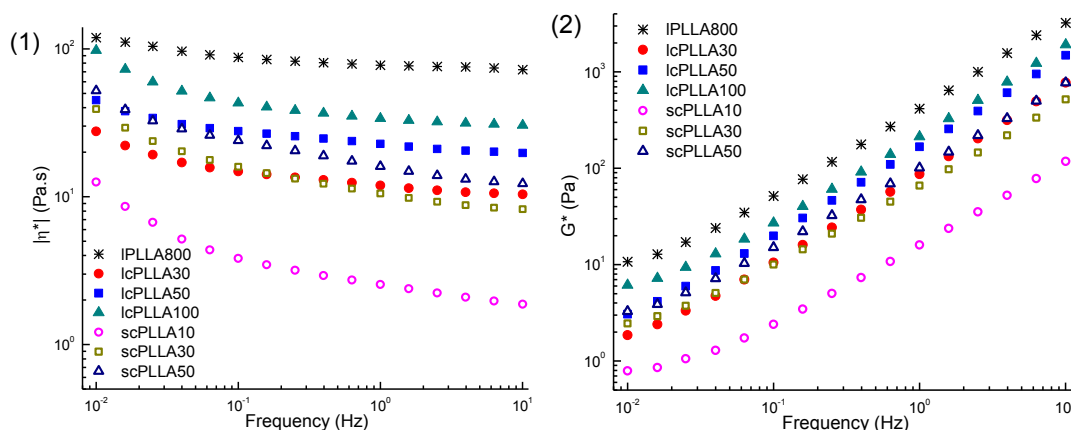 (1)
|η*| (Pa.s)
10²
10¹
10⁰
lPLLA800
lcPLLA30
lcPLLA50
lcPLLA100
scPLLA10
scPLLA30
scPLLA50
10⁻² 10⁻¹ 10⁰ 10¹
Frequency (Hz)
(2)
G* (Pa)
10³
10²
10¹
10⁰
lPLLA800
lcPLLA30
lcPLLA50
lcPLLA100
scPLLA10
scPLLA30
scPLLA50
10⁻² 10⁻¹ 10⁰ 10
Frequency (Hz)